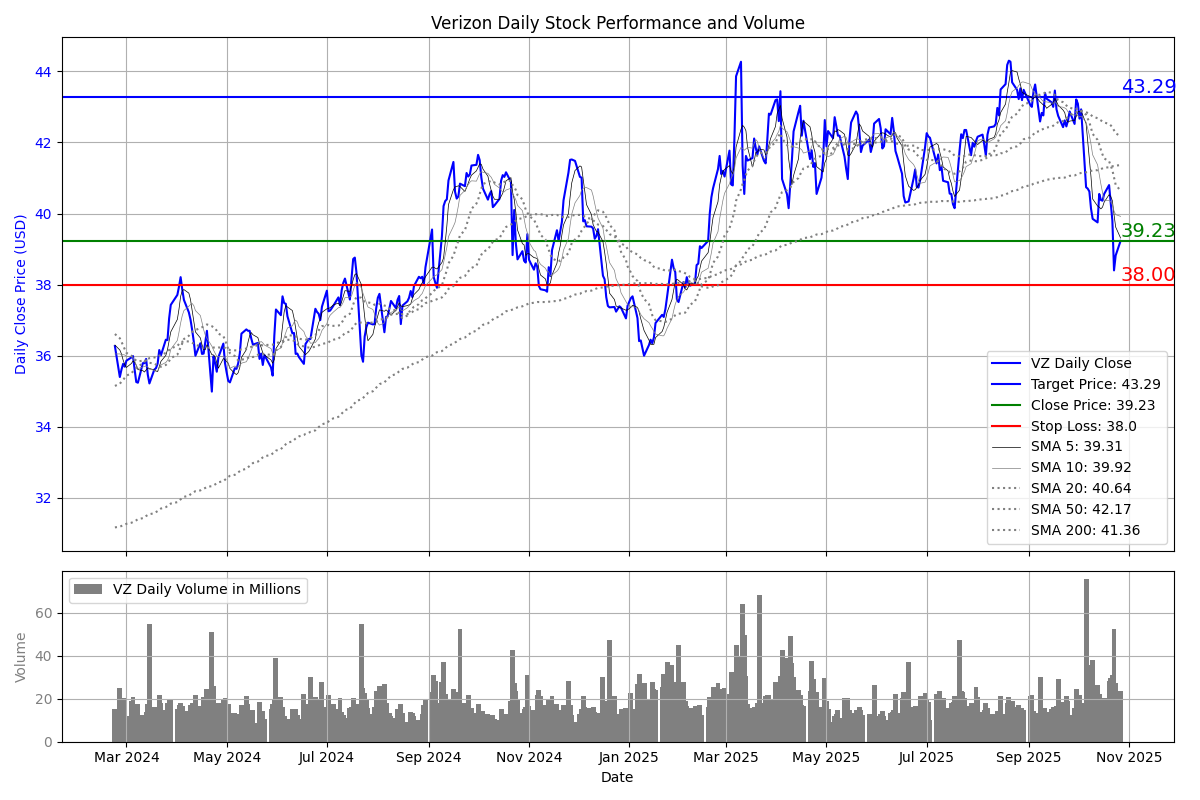 Verizon Daily Stock Performance and Volume
Daily Close Price (USD)
44
42
40
38
36
34
32
43.29
39.23
38.00
VZ Daily Close
Target Price: 43.29
Close Price: 39.23
Stop Loss: 38.0
SMA 5: 39.31
SMA 10: 39.92
SMA 20: 40.64
SMA 50: 42.17
SMA 200: 41.36
VZ Daily Volume in Millions
Volume
60
40
20
0
Mar 2024 May 2024 Jul 2024 Sep 2024 Nov 2024 Jan 2025 Mar 2025 May 2025 Jul 2025 Sep 2025 Nov 2025
Date